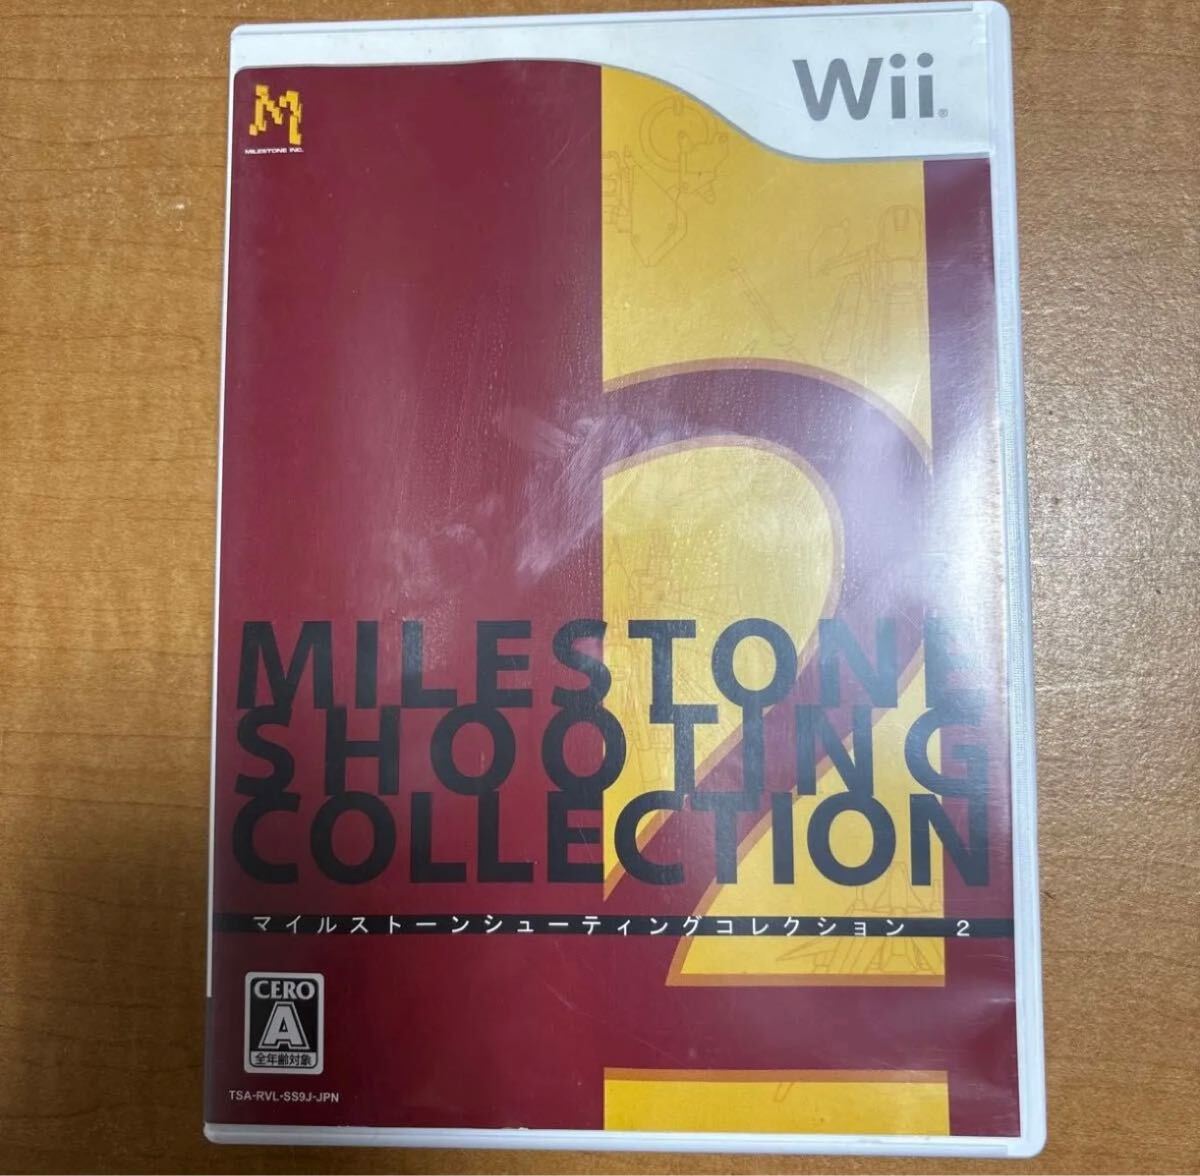 Wii®
M
MILESTONE INC.
MILESTONE
SHOOTING
COLLECTION
2
マイルストーンシューティングコレクション 2
CERO
A
全年齢対象
TSA-RVL-SS9J-JPN